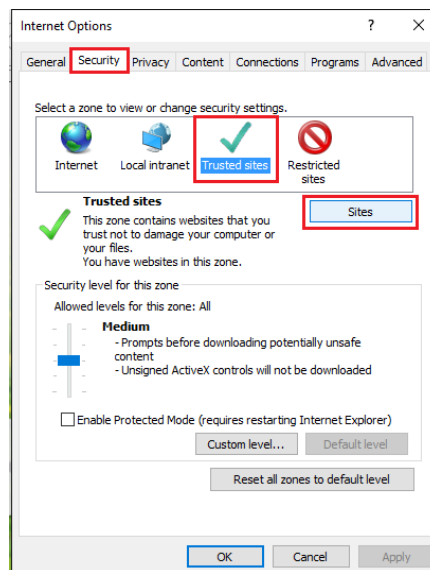 Internet Options
? X
General Security Privacy Content Connections Programs Advanced
Select a zone to view or change security settings.
Internet Local intranet Trusted sites Restricted
sites
Trusted sites
Sites
This zone contains websites that you
trust not to damage your computer or
your files.
You have websites in this zone.
Security level for this zone
Allowed levels for this zone: All
Medium
- Prompts before downloading potentially unsafe
content
- Unsigned ActiveX controls will not be downloaded
Enable Protected Mode (requires restarting Internet Explorer)
Custom level... Default level
Reset all zones to default level
OK Cancel Apply